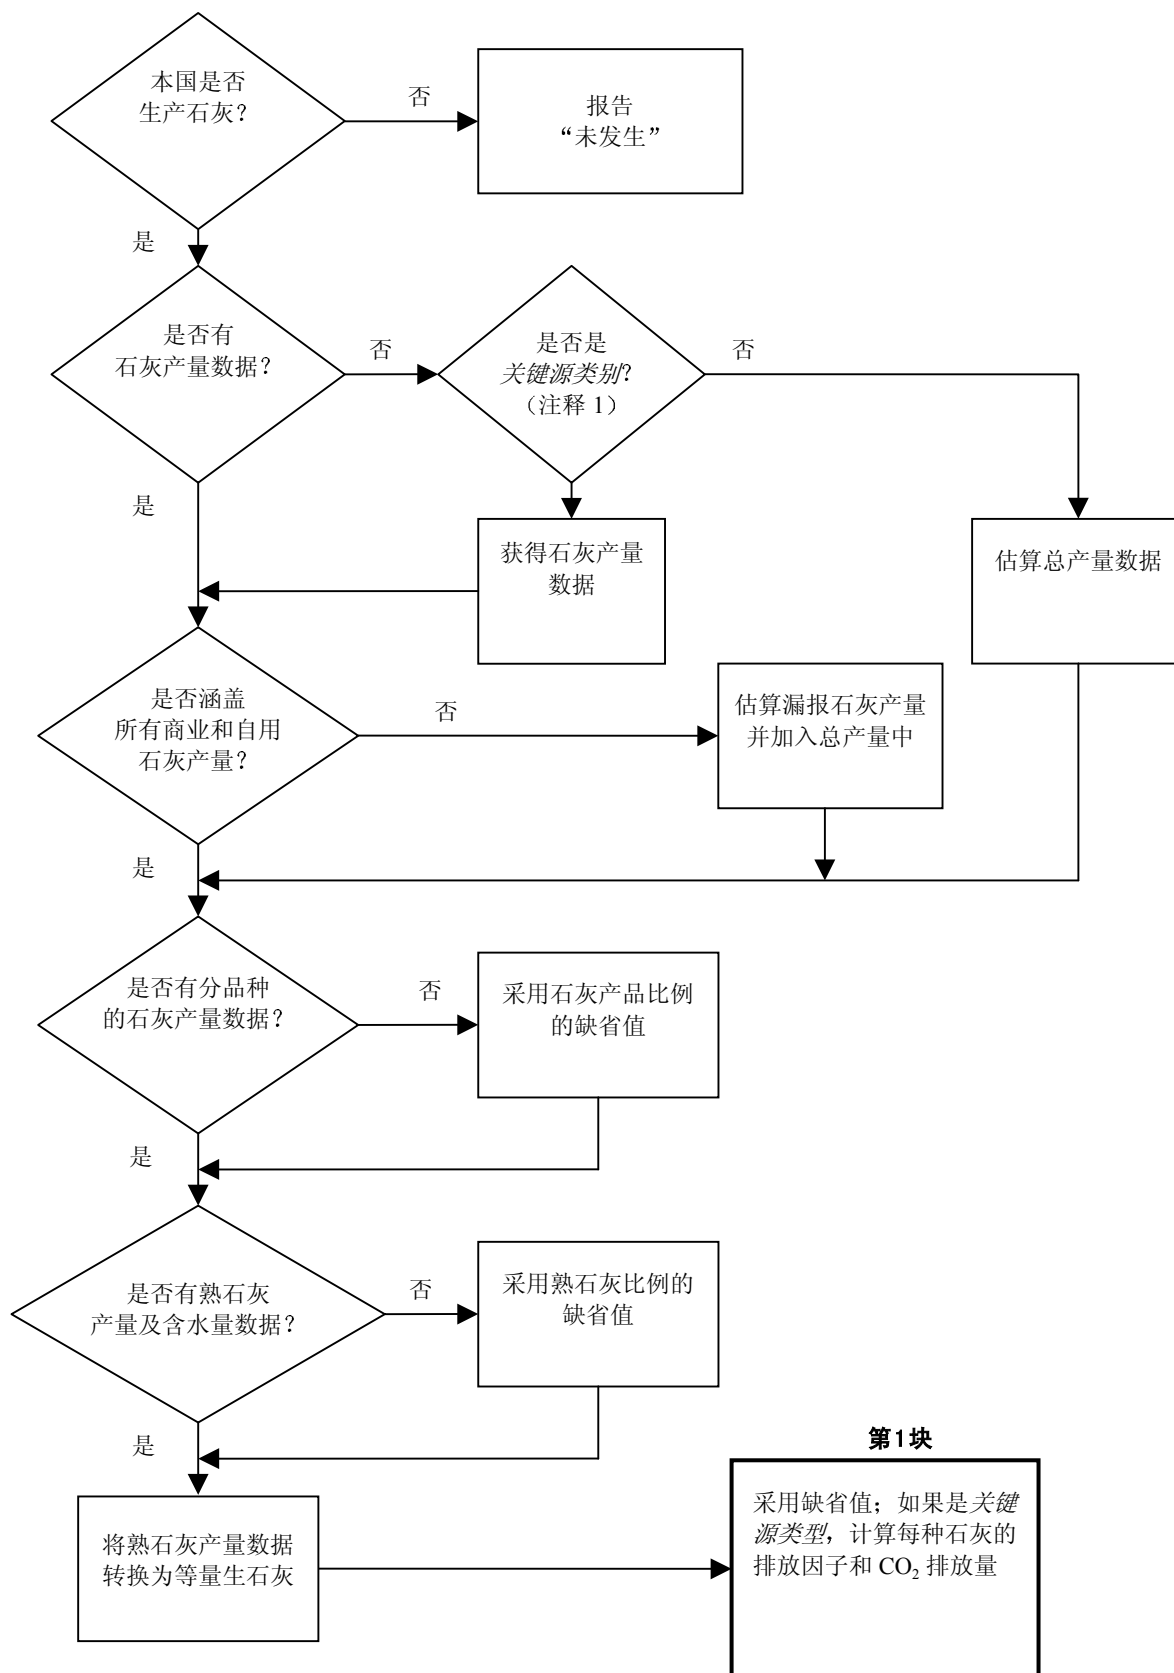 本国是否
生产石灰？
否
报告
“未发生”
是
是否有
石灰产量数据？
否
是否是
关键源类别？
（注释 1）
否
是
获得石灰产量
数据
估算总产量数据
是否涵盖
所有商业和自用
石灰产量？
否
估算漏报石灰产量
并加入总产量中
是
是否有分品种
的石灰产量数据？
否
采用石灰产品比例
的缺省值
是
是否有熟石灰
产量及含水量数据？
否
采用熟石灰比例的
缺省值
是
第1块
将熟石灰产量数据
转换为等量生石灰
采用缺省值；如果是关键
源类型，计算每种石灰的
排放因子和 CO₂ 排放量